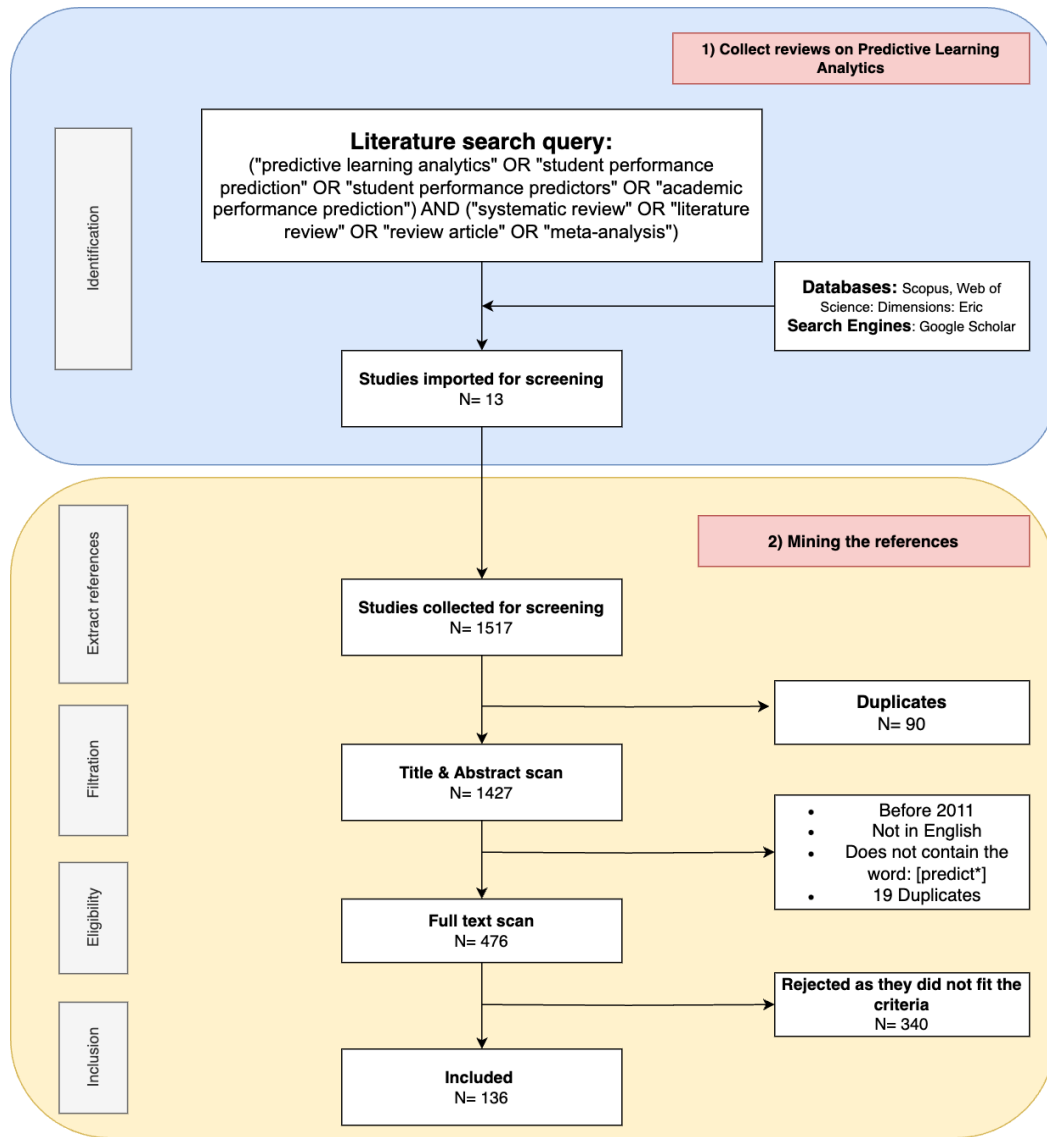 1) Collect reviews on Predictive Learning
Analytics
Identification
Literature search query:
("predictive learning analytics" OR "student performance
prediction" OR "student performance predictors" OR "academic
performance prediction") AND ("systematic review" OR "literature
review" OR "review article" OR "meta-analysis")
Databases: Scopus, Web of
Science: Dimensions: Eric
Search Engines: Google Scholar
Studies imported for screening
N= 13
Extract references
2) Mining the references
Studies collected for screening
N= 1517
Duplicates
N= 90
Filtration
Title & Abstract scan
N= 1427
• Before 2011
• Not in English
• Does not contain the
word: [predict*]
• 19 Duplicates
Eligibility
Full text scan
N= 476
Rejected as they did not fit the
criteria
N= 340
Inclusion
Included
N= 136